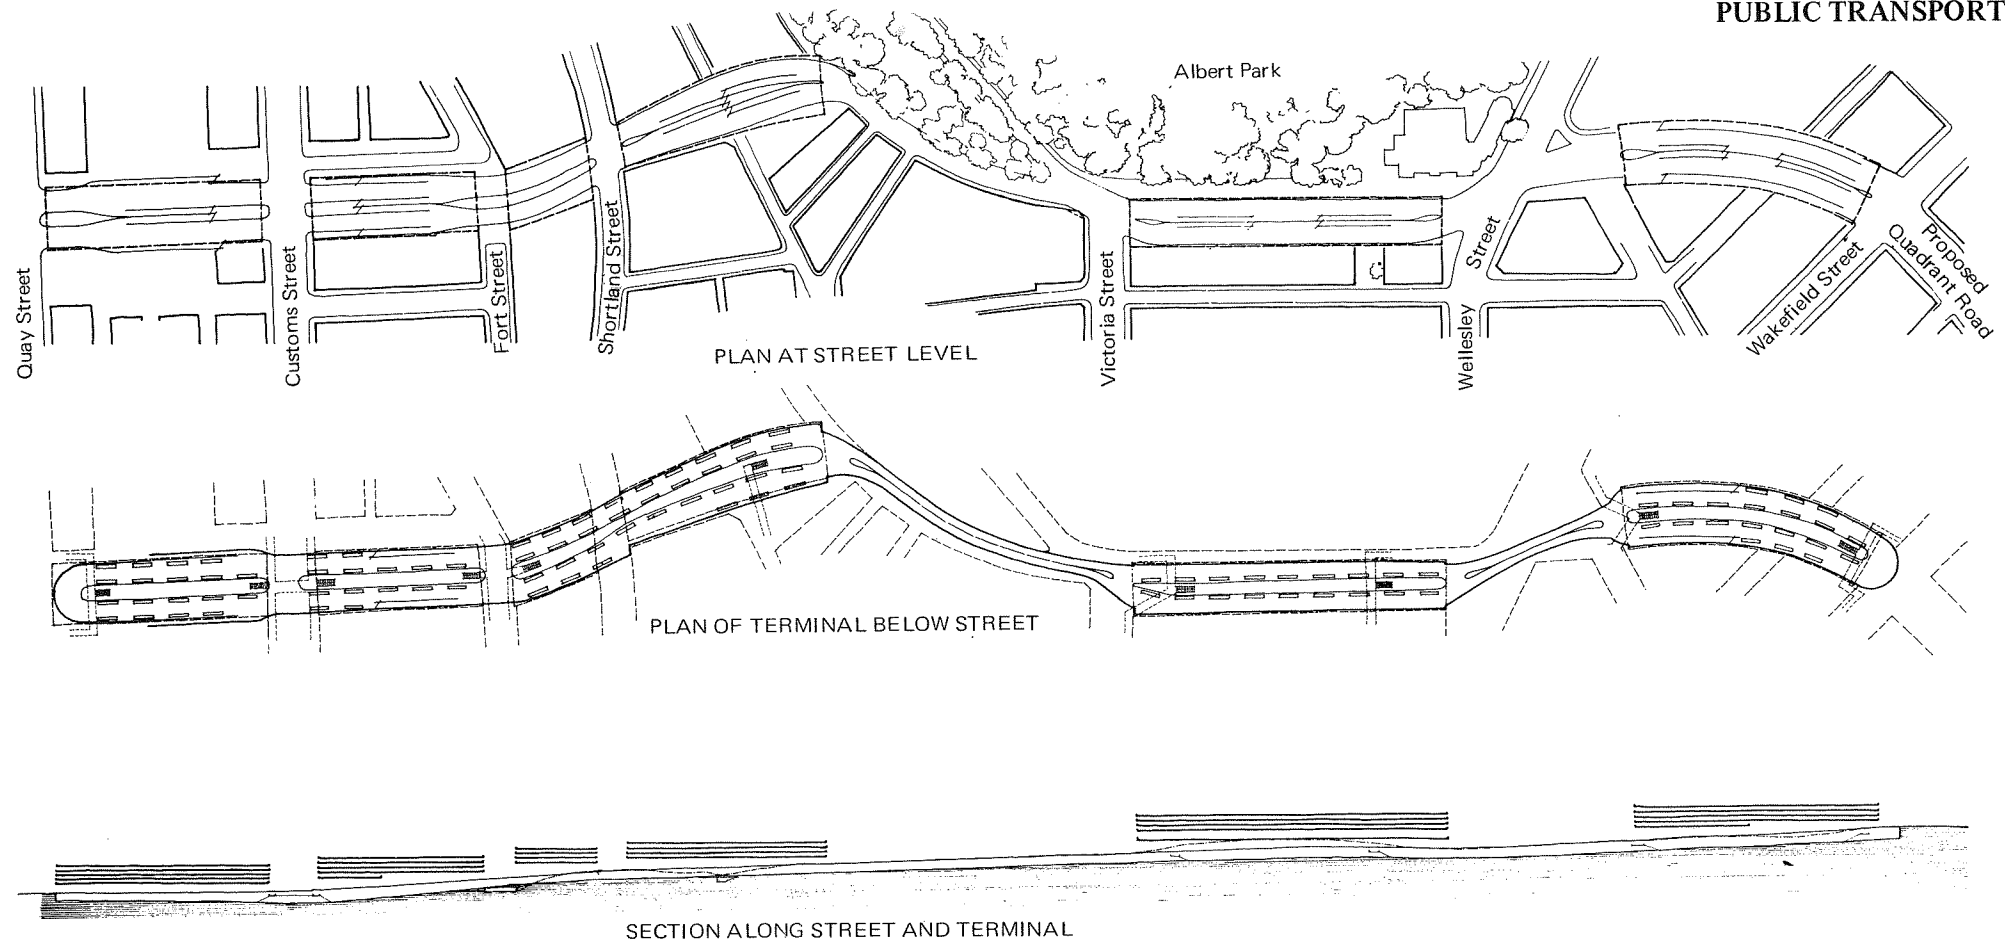 PUBLIC TRANSPORT
Albert Park
Quay Street
Customs Street
Fort Street
Shortland Street
Victoria Street
Wellesley
Street
Wakefield Street
Proposed
Quadrant Road
PLAN AT STREET LEVEL
PLAN OF TERMINAL BELOW STREET
SECTION ALONG STREET AND TERMINAL